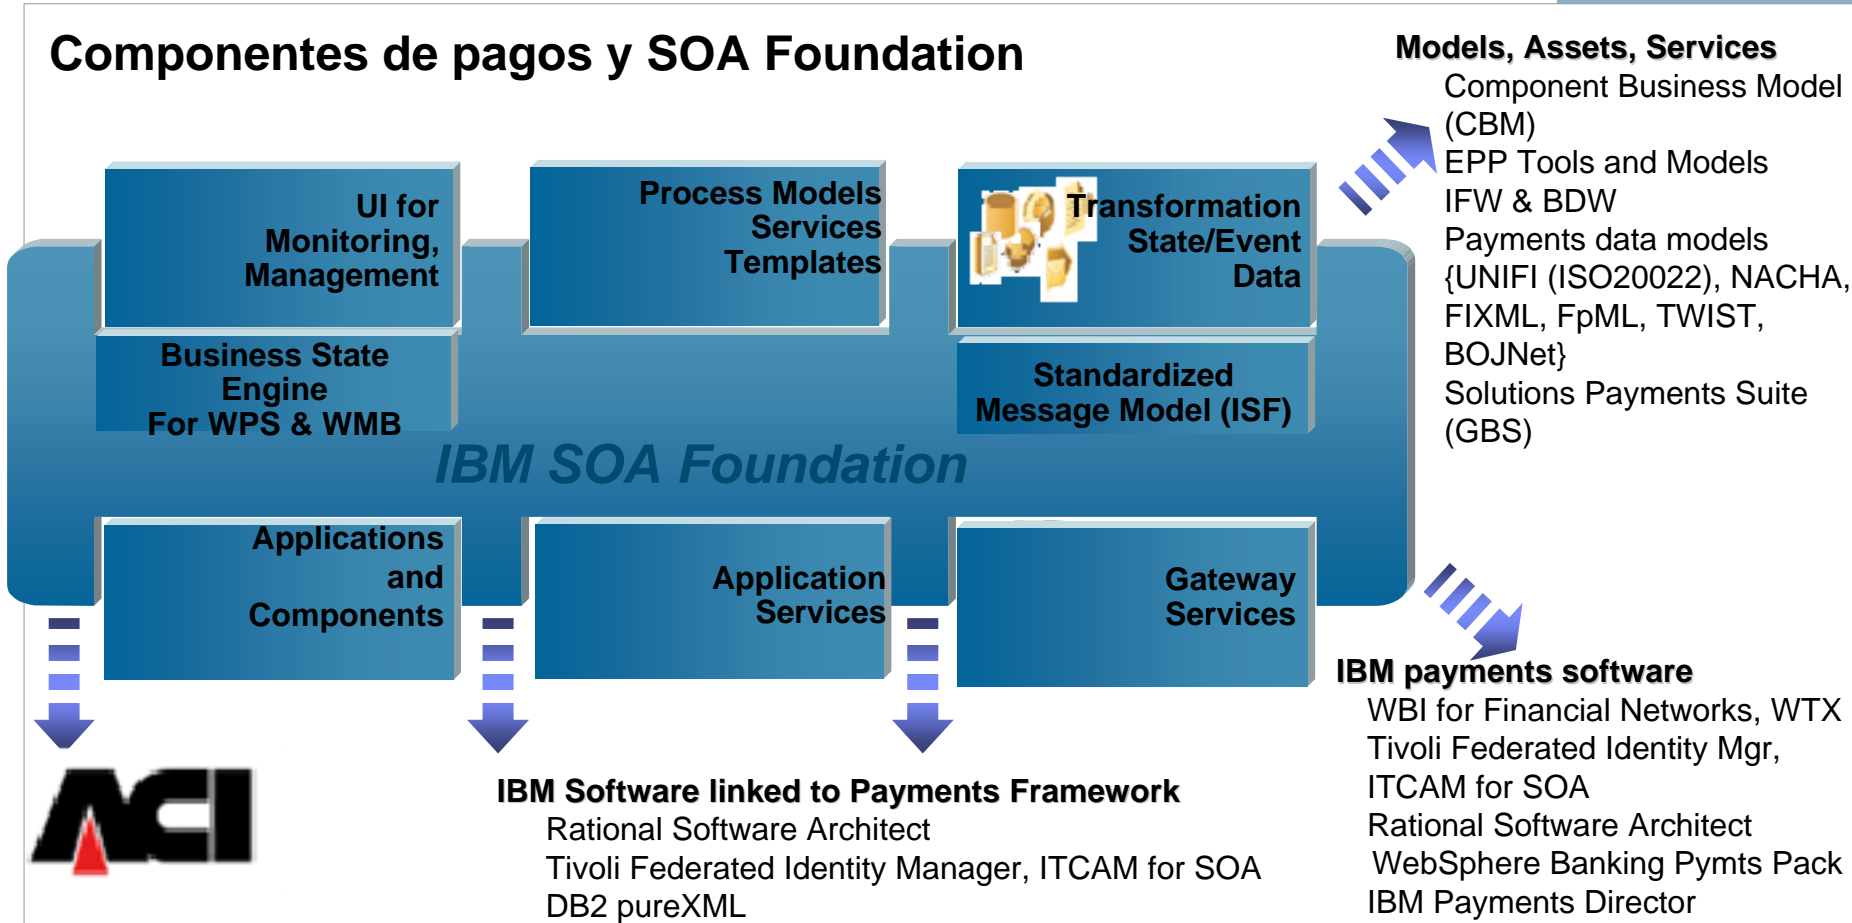 Componentes de pagos y SOA Foundation
Models, Assets, Services
Component Business Model
(CBM)
EPP Tools and Models
IFW & BDW
Payments data models
{UNIFI (ISO20022), NACHA,
FIXML, FpML, TWIST,
BOJNet}
Solutions Payments Suite
(GBS)
UI for
Monitoring,
Management
Process Models
Services
Templates
Transformation
State/Event
Data
Business State
Engine
For WPS & WMB
Standardized
Message Model (ISF)
IBM SOA Foundation
Applications
and
Components
Application
Services
Gateway
Services
ACI
IBM Software linked to Payments Framework
Rational Software Architect
Tivoli Federated Identity Manager, ITCAM for SOA
DB2 pureXML
IBM payments software
WBI for Financial Networks, WTX
Tivoli Federated Identity Mgr,
ITCAM for SOA
Rational Software Architect
WebSphere Banking Pymts Pack
IBM Payments Director